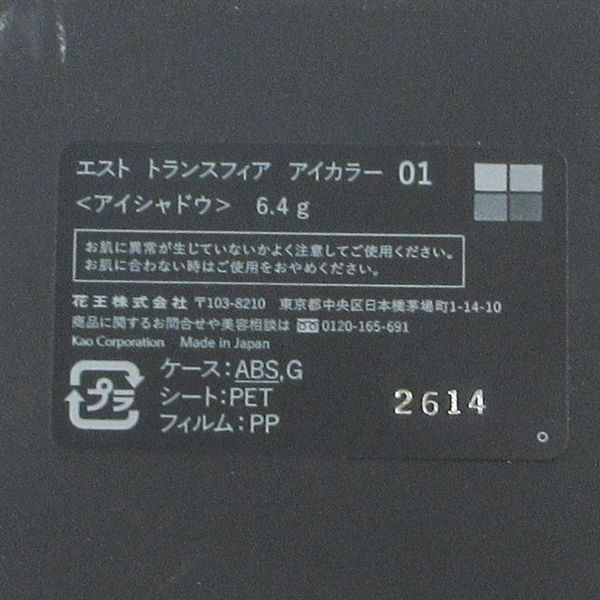 エスト トランスフィア アイカラー 01
<アイシャドウ> 6.4 g
お肌に異常が生じていないかよく注意してご使用ください。
お肌に合わない時はご使用をおやめください。
花王株式会社 〒103-8210 東京都中央区日本橋茅場町1-14-10
商品に関するお問合せや美容相談は 0120-165-691
Kao Corporation Made in Japan
プラ
ケース:ABS,G
シート:PET
フィルム:PP
2614